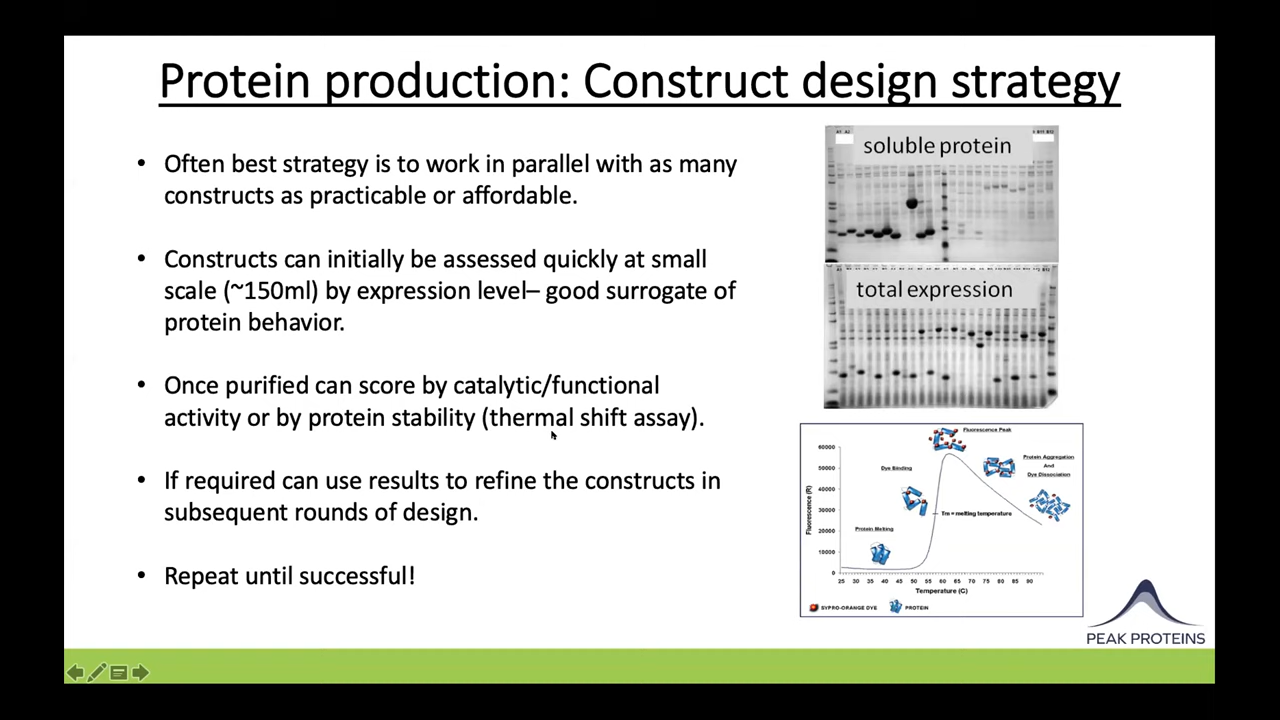 Protein production: Construct design strategy
• Often best strategy is to work in parallel with as many
constructs as practicable or affordable.
• Constructs can initially be assessed quickly at small
scale (~150ml) by expression level– good surrogate of
protein behavior.
• Once purified can score by catalytic/functional
activity or by protein stability (thermal shift assay).
• If required can use results to refine the constructs in
subsequent rounds of design.
• Repeat until successful!
soluble protein
total expression
Fluorescence Peak
Protein Aggregation
And
Dye Dissociation
Dye Binding
Tm = melting temperature
Protein Melting
Fluorescence (R)
60000
50000
40000
30000
20000
10000
0
25 30 35 40 45 50 55 60 65 70 75 80 85 90
Temperature (C)
SYPRO-ORANGE DYE
PROTEIN
PEAK PROTEINS